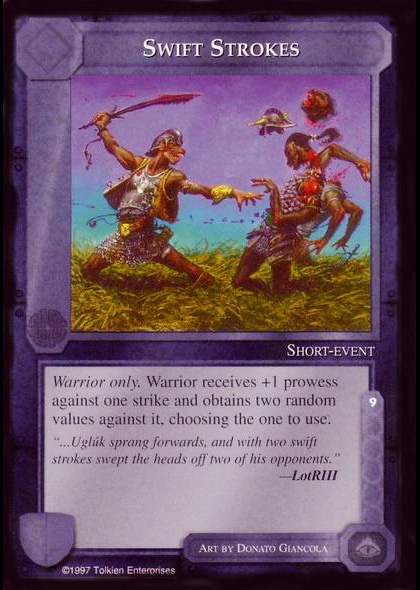 SWIFT STROKES
SHORT-EVENT
Warrior only. Warrior receives +1 prowess
against one strike and obtains two random
values against it, choosing the one to use.
“...Uglúk sprang forwards, and with two swift
strokes swept the heads off two of his opponents.”
—LotRIII
9
ART BY DONATO GIANCOLA
©1997 Tolkien Enterprises